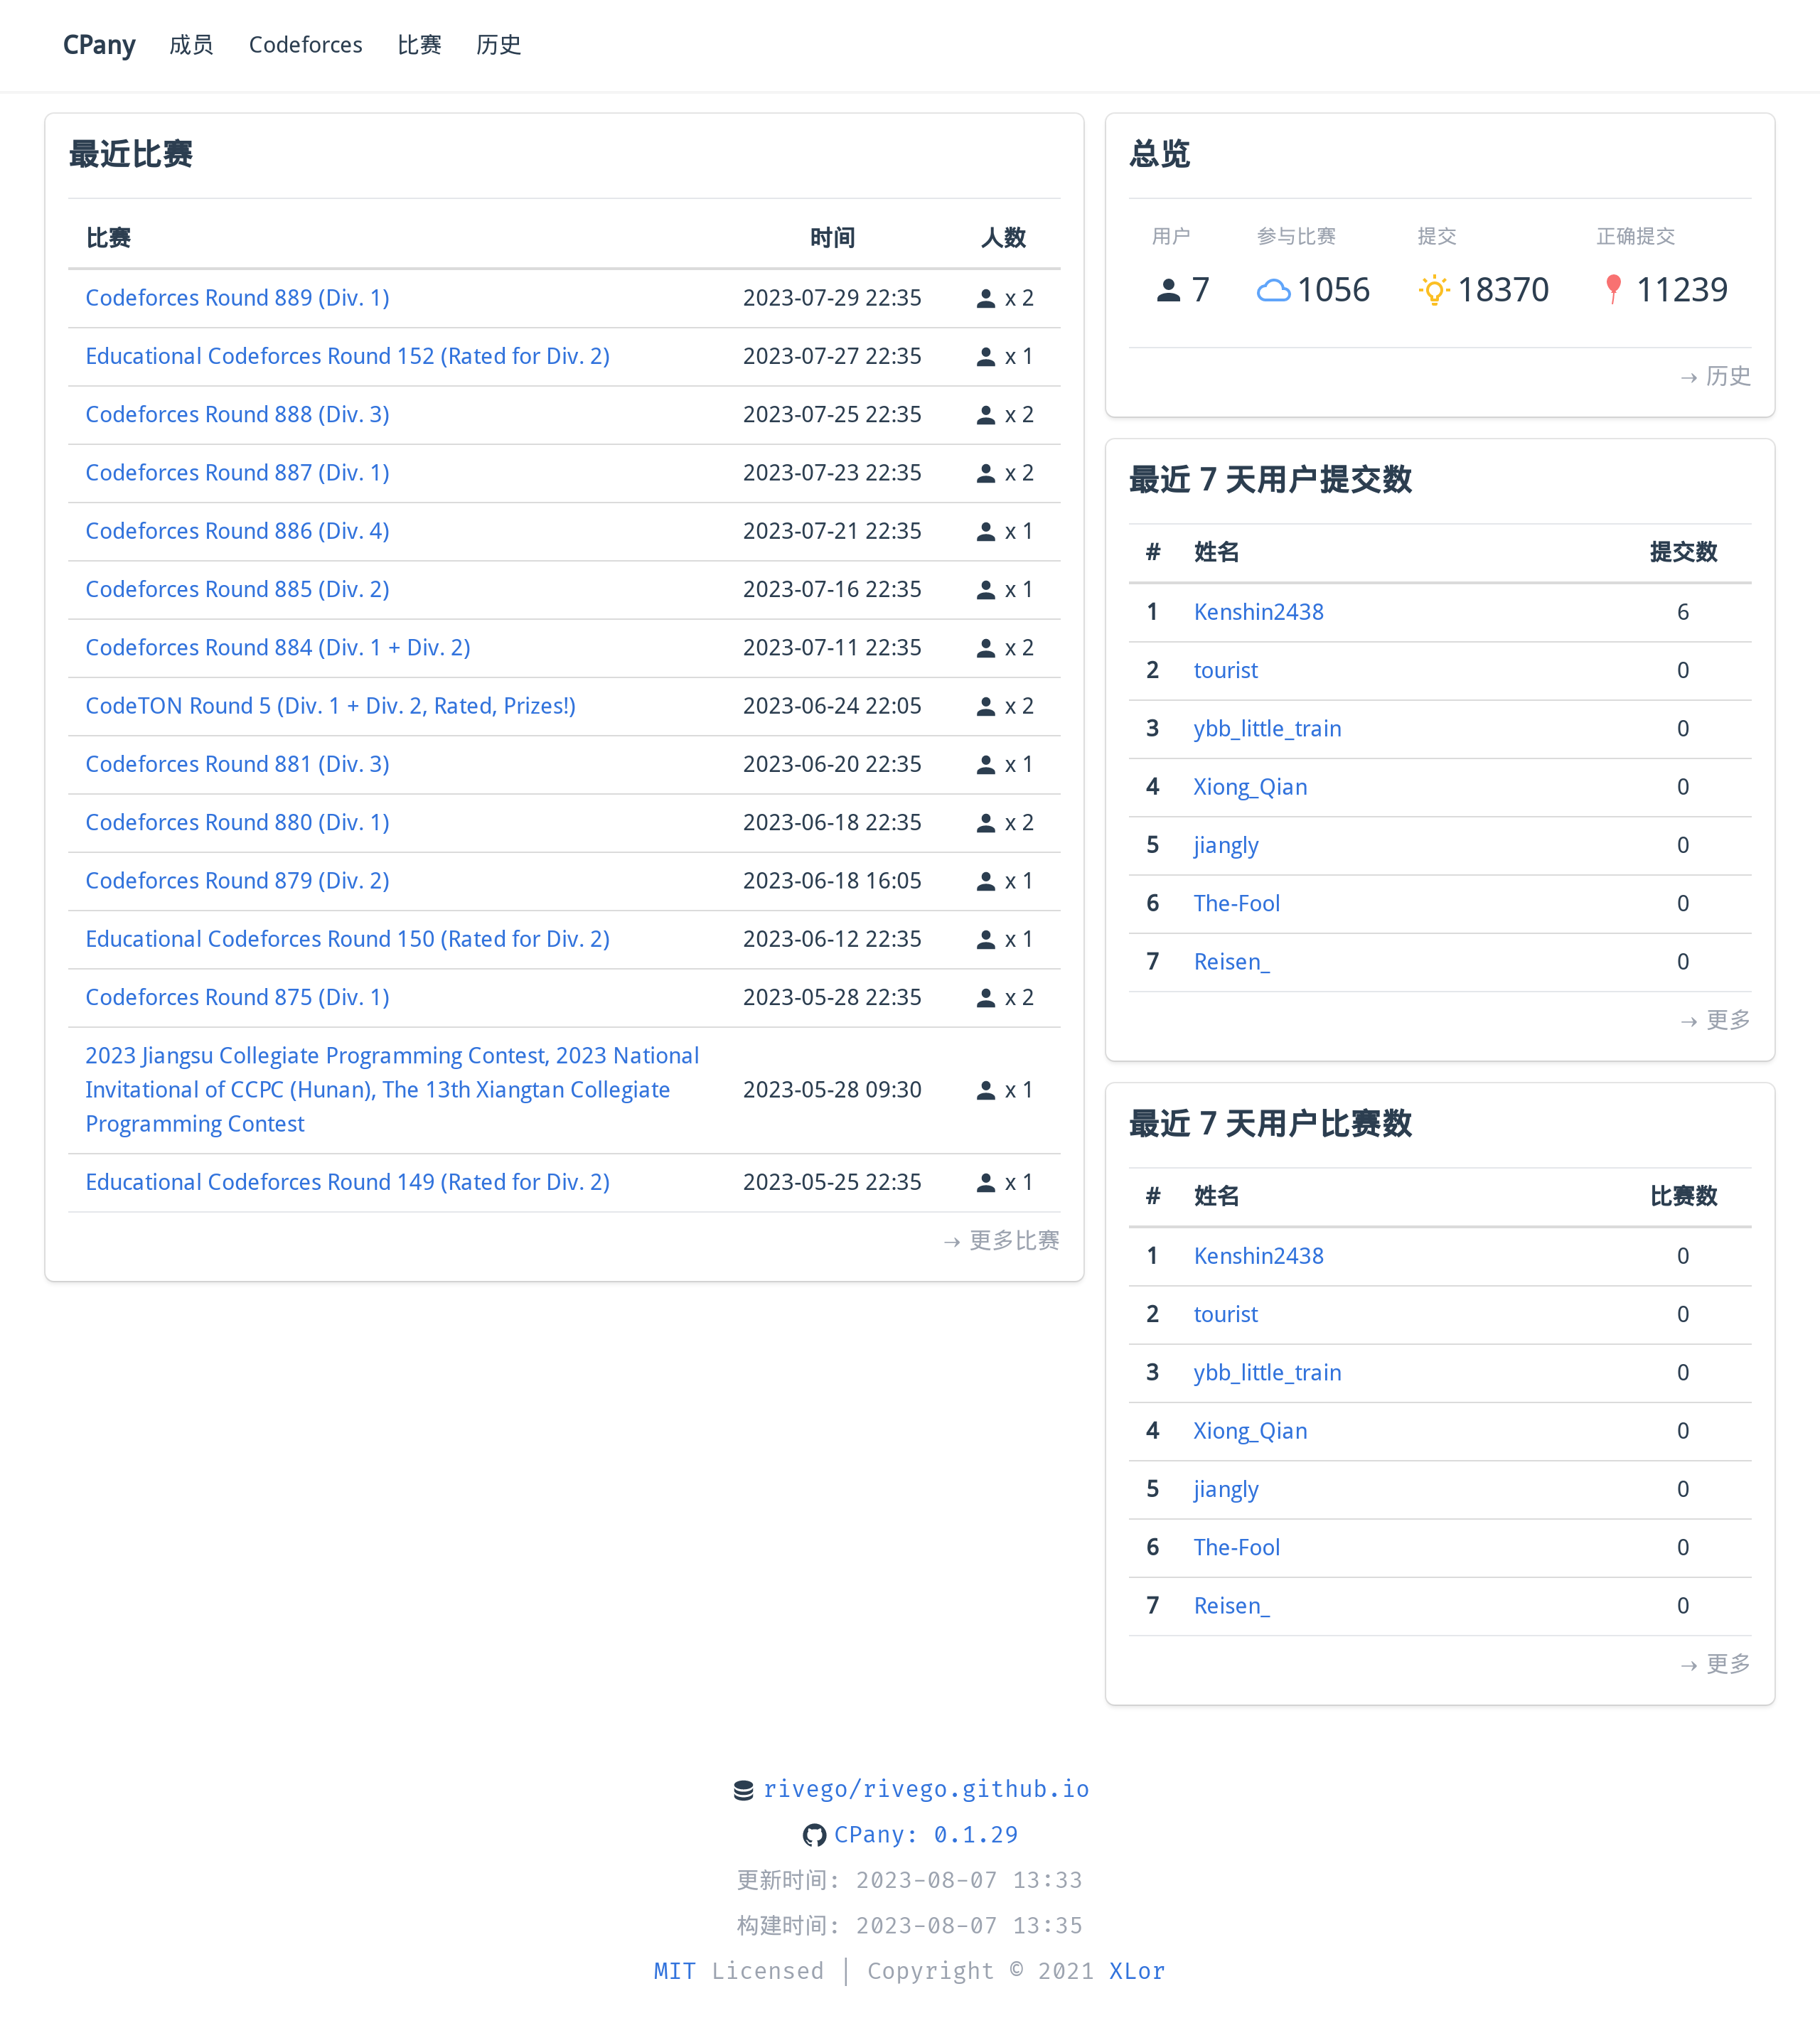 CPany 成员 Codeforces 比赛 历史
最近比赛
比赛 时间 人数
Codeforces Round 889 (Div. 1) 2023-07-29 22:35 x 2
Educational Codeforces Round 152 (Rated for Div. 2) 2023-07-27 22:35 x 1
Codeforces Round 888 (Div. 3) 2023-07-25 22:35 x 2
Codeforces Round 887 (Div. 1) 2023-07-23 22:35 x 2
Codeforces Round 886 (Div. 4) 2023-07-21 22:35 x 1
Codeforces Round 885 (Div. 2) 2023-07-16 22:35 x 1
Codeforces Round 884 (Div. 1 + Div. 2) 2023-07-11 22:35 x 2
CodeTON Round 5 (Div. 1 + Div. 2, Rated, Prizes!) 2023-06-24 22:05 x 2
Codeforces Round 881 (Div. 3) 2023-06-20 22:35 x 1
Codeforces Round 880 (Div. 1) 2023-06-18 22:35 x 2
Codeforces Round 879 (Div. 2) 2023-06-18 16:05 x 1
Educational Codeforces Round 150 (Rated for Div. 2) 2023-06-12 22:35 x 1
Codeforces Round 875 (Div. 1) 2023-05-28 22:35 x 2
2023 Jiangsu Collegiate Programming Contest, 2023 National
Invitational of CCPC (Hunan), The 13th Xiangtan Collegiate
Programming Contest
2023-05-28 09:30 x 1
Educational Codeforces Round 149 (Rated for Div. 2) 2023-05-25 22:35 x 1
→ 更多比赛
总览
用户 参与比赛 提交 正确提交
7 1056 18370 11239
→ 历史
最近 7 天用户提交数
# 姓名 提交数
1 Kenshin2438 6
2 tourist 0
3 ybb_little_train 0
4 Xiong_Qian 0
5 jiangly 0
6 The-Fool 0
7 Reisen_ 0
→ 更多
最近 7 天用户比赛数
# 姓名 比赛数
1 Kenshin2438 0
2 tourist 0
3 ybb_little_train 0
4 Xiong_Qian 0
5 jiangly 0
6 The-Fool 0
7 Reisen_ 0
→ 更多
rivego/rivego.github.io
CPany: 0.1.29
更新时间: 2023-08-07 13:33
构建时间: 2023-08-07 13:35
MIT Licensed | Copyright © 2021 XLor